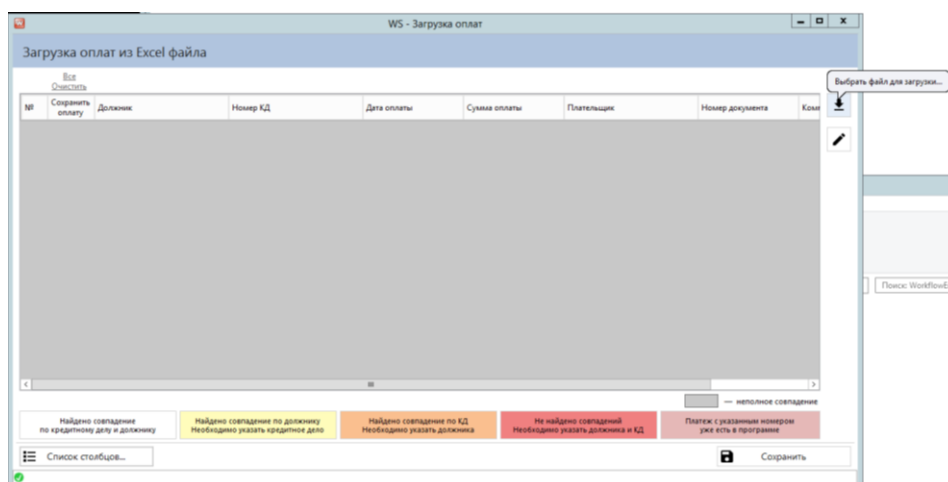 WS - Загрузка оплат
Загрузка оплат из Excel файла
Все
Очистить
Выбрать файл для загрузки...
№ Сохранить оплату Должник Номер КД Дата оплаты Сумма оплаты Плательщик Номер документа Коме
— неполное совпадение
Найдено совпадение
по кредитному делу и должнику
Найдено совпадение по должнику
Необходимо указать кредитное дело
Найдено совпадение по КД
Необходимо указать должника
Не найдено совпадений
Необходимо указать должника и КД
Платеж с указанным номером
уже есть в программе
Список столбцов...
Сохранить
Поиск: WorkflowE